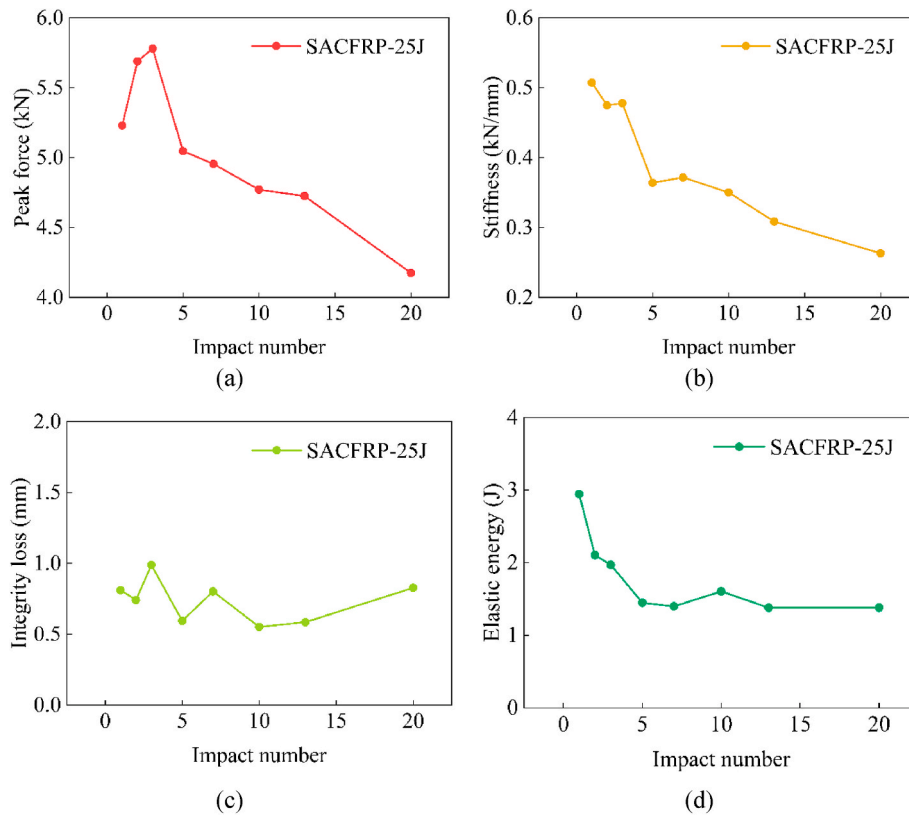 6.0
5.5
5.0
4.5
4.0
Peak force (kN)
SACFRP-25J
0 5 10 15 20
Impact number
(a)
0.6
0.5
0.4
0.3
0.2
Stiffness (kN/mm)
SACFRP-25J
0 5 10 15 20
Impact number
(b)
2.0
1.5
1.0
0.5
0.0
Integrity loss (mm)
SACFRP-25J
0 5 10 15 20
Impact number
(c)
4
3
2
1
0
Elastic energy (J)
SACFRP-25J
0 5 10 15 20
Impact number
(d)